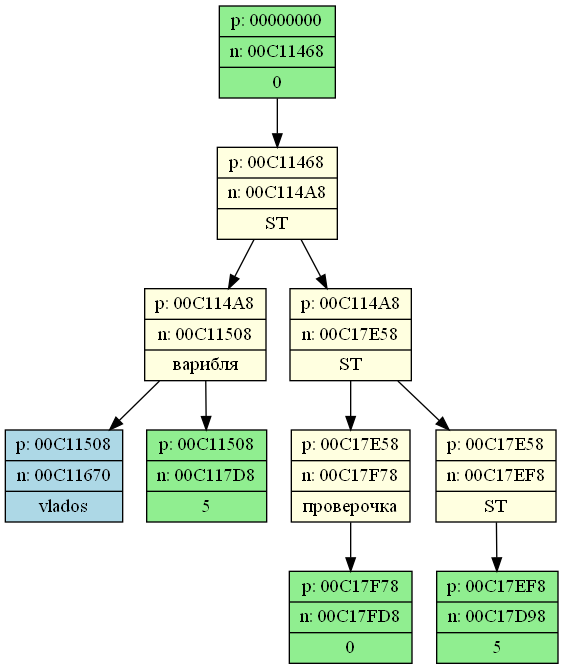 p: 00000000
n: 00C11468
0
p: 00C11468
n: 00C114A8
ST
p: 00C114A8
n: 00C11508
варибля
p: 00C114A8
n: 00C17E58
ST
p: 00C11508
n: 00C11670
vlados
p: 00C11508
n: 00C117D8
5
p: 00C17E58
n: 00C17F78
проверочка
p: 00C17E58
n: 00C17EF8
ST
p: 00C17F78
n: 00C17FD8
0
p: 00C17EF8
n: 00C17D98
5